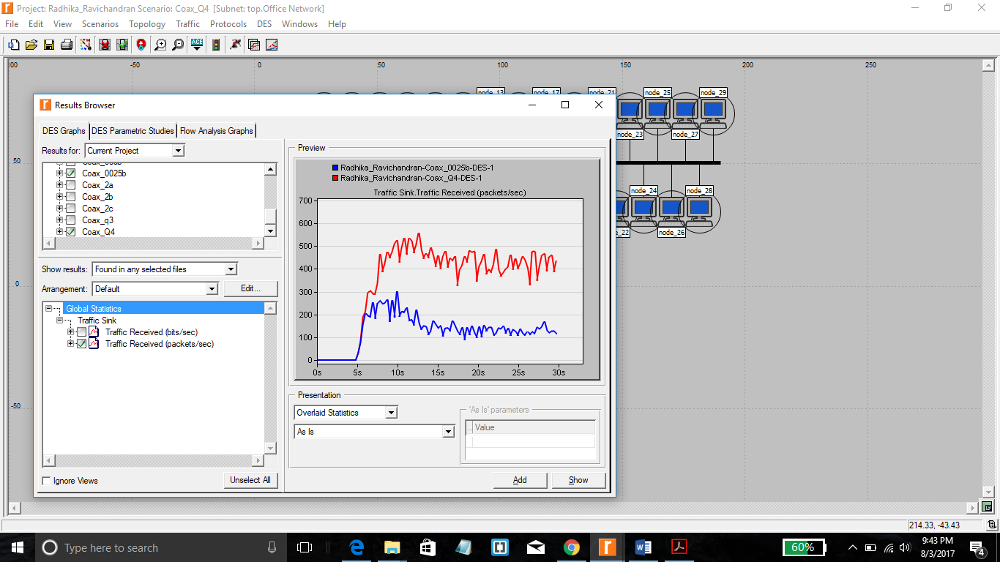 Project: Radhika_Ravichandran Scenario: Coax_Q4 [Subnet: top.Office Network]
File Edit View Scenarios Topology Traffic Protocols DES Windows Help
ACE
-50 0 50 100 150 200 250
50
0
-50
node_13 node_17 node_21 node_25 node_29
node_23 node_27
node_24 node_28
node_26
Results Browser
DES Graphs DES Parametric Studies Flow Analysis Graphs
Results for: Current Project
Coax_0025b
Coax_2a
Coax_2b
Coax_2c
Coax_q3
Coax_Q4
Show results: Found in any selected files
Arrangement: Default Edit...
Global Statistics
Traffic Sink
Traffic Received (bits/sec)
Traffic Received (packets/sec)
Ignore Views Unselect All
Preview
Radhika_Ravichandran-Coax_0025b-DES-1
Radhika_Ravichandran-Coax_Q4-DES-1
Traffic Sink.Traffic Received (packets/sec)
700
600
500
400
300
200
100
0
0s 5s 10s 15s 20s 25s 30s
Presentation
Overlaid Statistics
As Is
'As Is' parameters
.. Value
Add Show
214.33, -43.43
Type here to search
60%
9:43 PM
8/3/2017
4